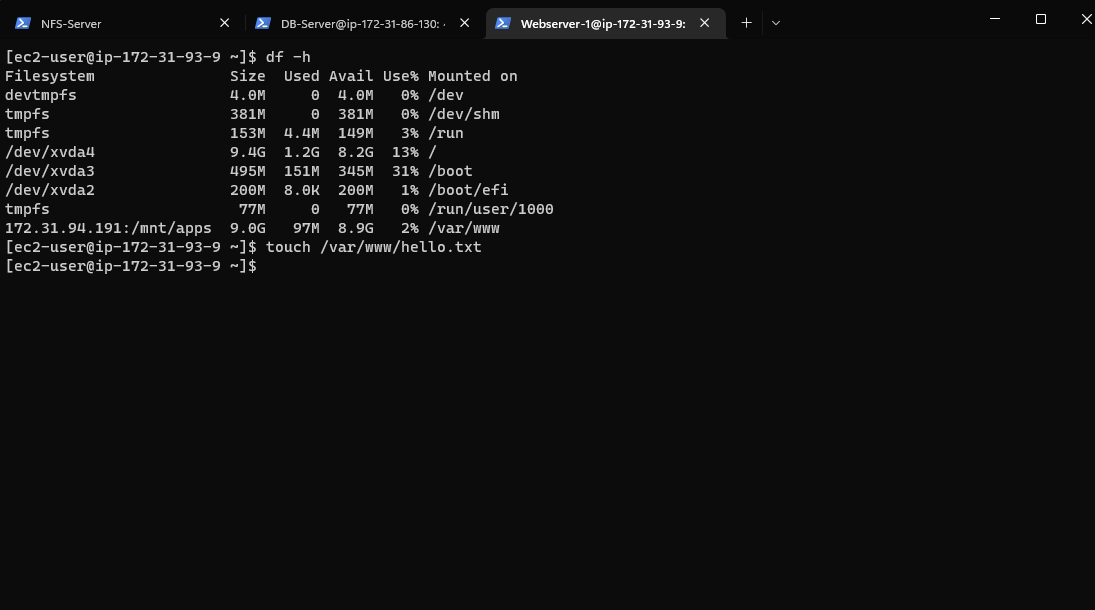 NFS-Server DB-Server@ip-172-31-86-130: Webserver-1@ip-172-31-93-9:
[ec2-user@ip-172-31-93-9 ~]$ df -h
Filesystem               Size  Used Avail Use% Mounted on
devtmpfs                 4.0M     0  4.0M   0% /dev
tmpfs                    381M     0  381M   0% /dev/shm
tmpfs                    153M  4.4M  149M   3% /run
/dev/xvda4               9.4G  1.2G  8.2G  13% /
/dev/xvda3               495M  151M  345M  31% /boot
/dev/xvda2               200M  8.0K  200M   1% /boot/efi
tmpfs                     77M     0   77M   0% /run/user/1000
172.31.94.191:/mnt/apps  9.0G   97M  8.9G   2% /var/www
[ec2-user@ip-172-31-93-9 ~]$ touch /var/www/hello.txt
[ec2-user@ip-172-31-93-9 ~]$